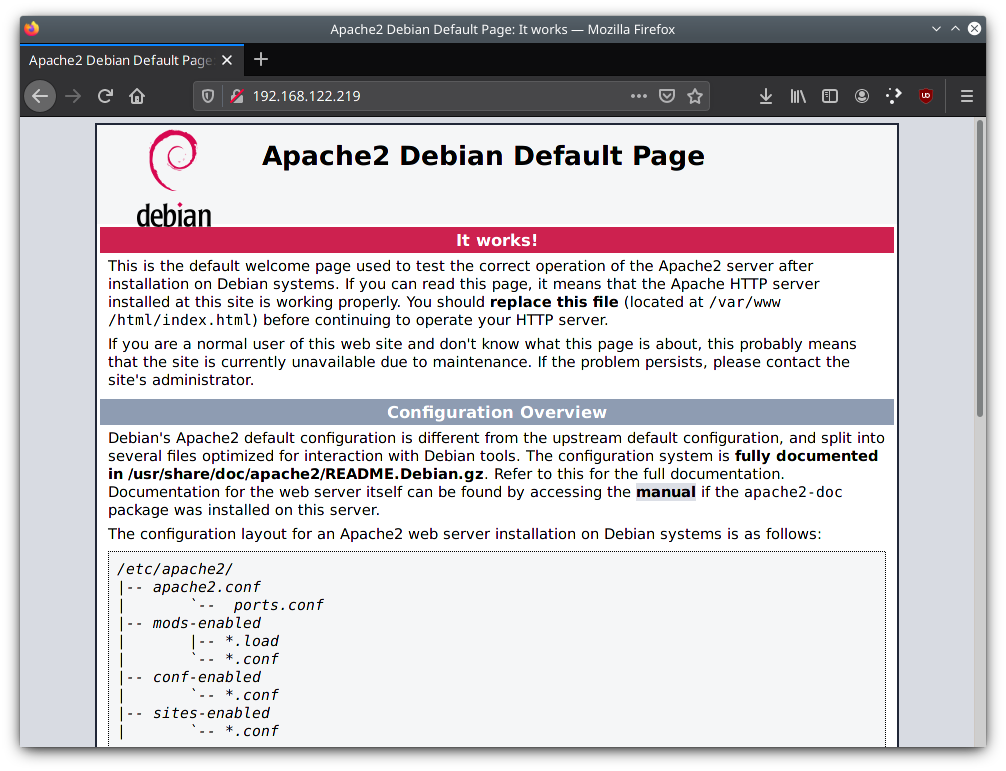 Apache2 Debian Default Page: It works — Mozilla Firefox
Apache2 Debian Default Page
192.168.122.219
debian
Apache2 Debian Default Page
It works!
This is the default welcome page used to test the correct operation of the Apache2 server after
installation on Debian systems. If you can read this page, it means that the Apache HTTP server
installed at this site is working properly. You should replace this file (located at /var/www
/html/index.html) before continuing to operate your HTTP server.
If you are a normal user of this web site and don't know what this page is about, this probably means
that the site is currently unavailable due to maintenance. If the problem persists, please contact the
site's administrator.
Configuration Overview
Debian's Apache2 default configuration is different from the upstream default configuration, and split into
several files optimized for interaction with Debian tools. The configuration system is fully documented
in /usr/share/doc/apache2/README.Debian.gz. Refer to this for the full documentation.
Documentation for the web server itself can be found by accessing the manual if the apache2-doc
package was installed on this server.
The configuration layout for an Apache2 web server installation on Debian systems is as follows:
/etc/apache2/
|-- apache2.conf
|       `--  ports.conf
|-- mods-enabled
|       |-- *.load
|       `-- *.conf
|-- conf-enabled
|       `-- *.conf
|-- sites-enabled
|       `-- *.conf